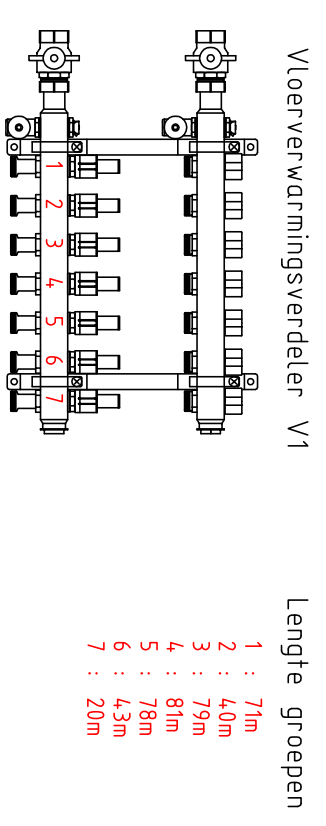 Vloerverwarmingsverdeler V1
1
2
3
4
5
6
7
Lengte groepen
1 : 71m
2 : 40m
3 : 79m
4 : 81m
5 : 78m
6 : 43m
7 : 20m